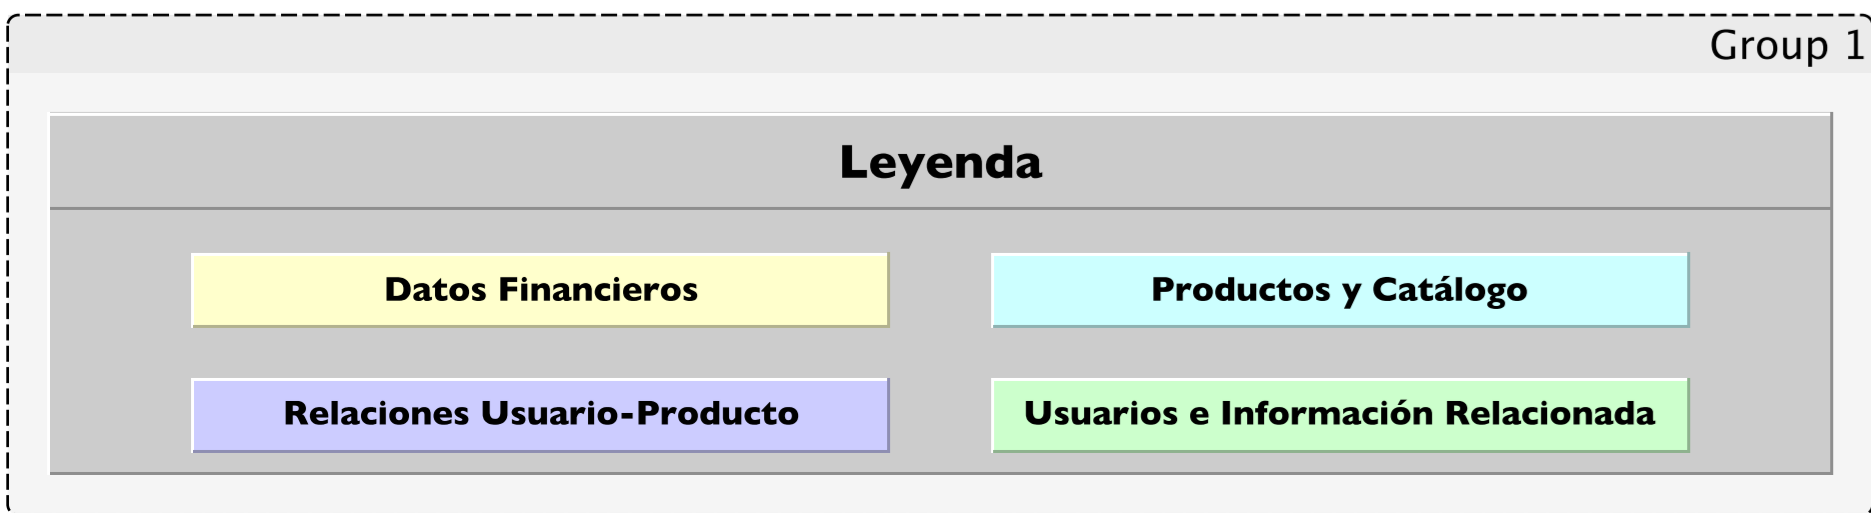 Group 1
Leyenda
Datos Financieros
Productos y Catálogo
Relaciones Usuario-Producto
Usuarios e Información Relacionada